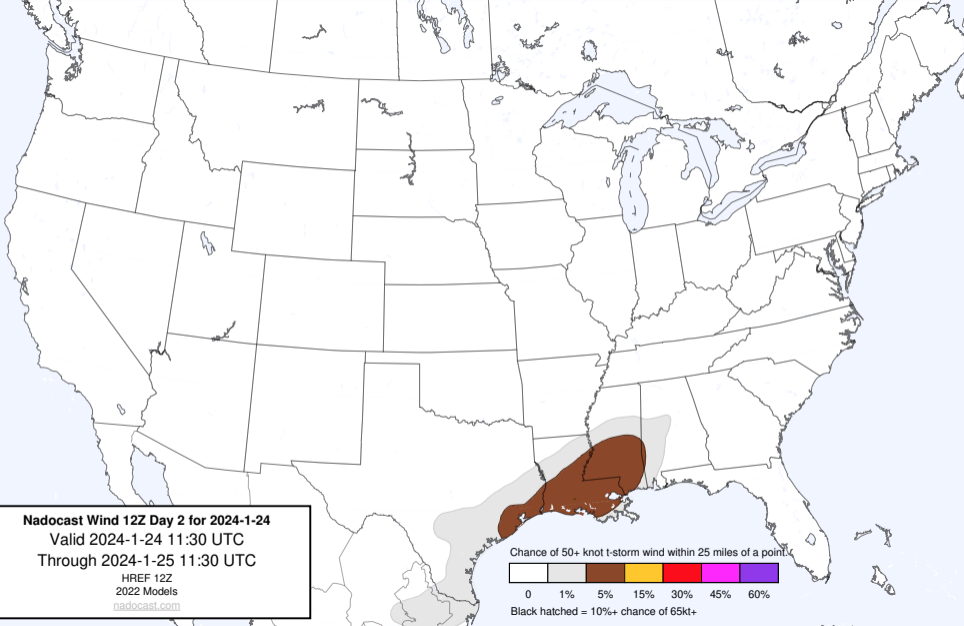 Nadocast Wind 12Z Day 2 for 2024-1-24
Valid 2024-1-24 11:30 UTC
Through 2024-1-25 11:30 UTC
HREF 12Z
2022 Models
nadocast.com
Chance of 50+ knot t-storm wind within 25 miles of a point.
0 1% 5% 15% 30% 45% 60%
Black hatched = 10%+ chance of 65kt+